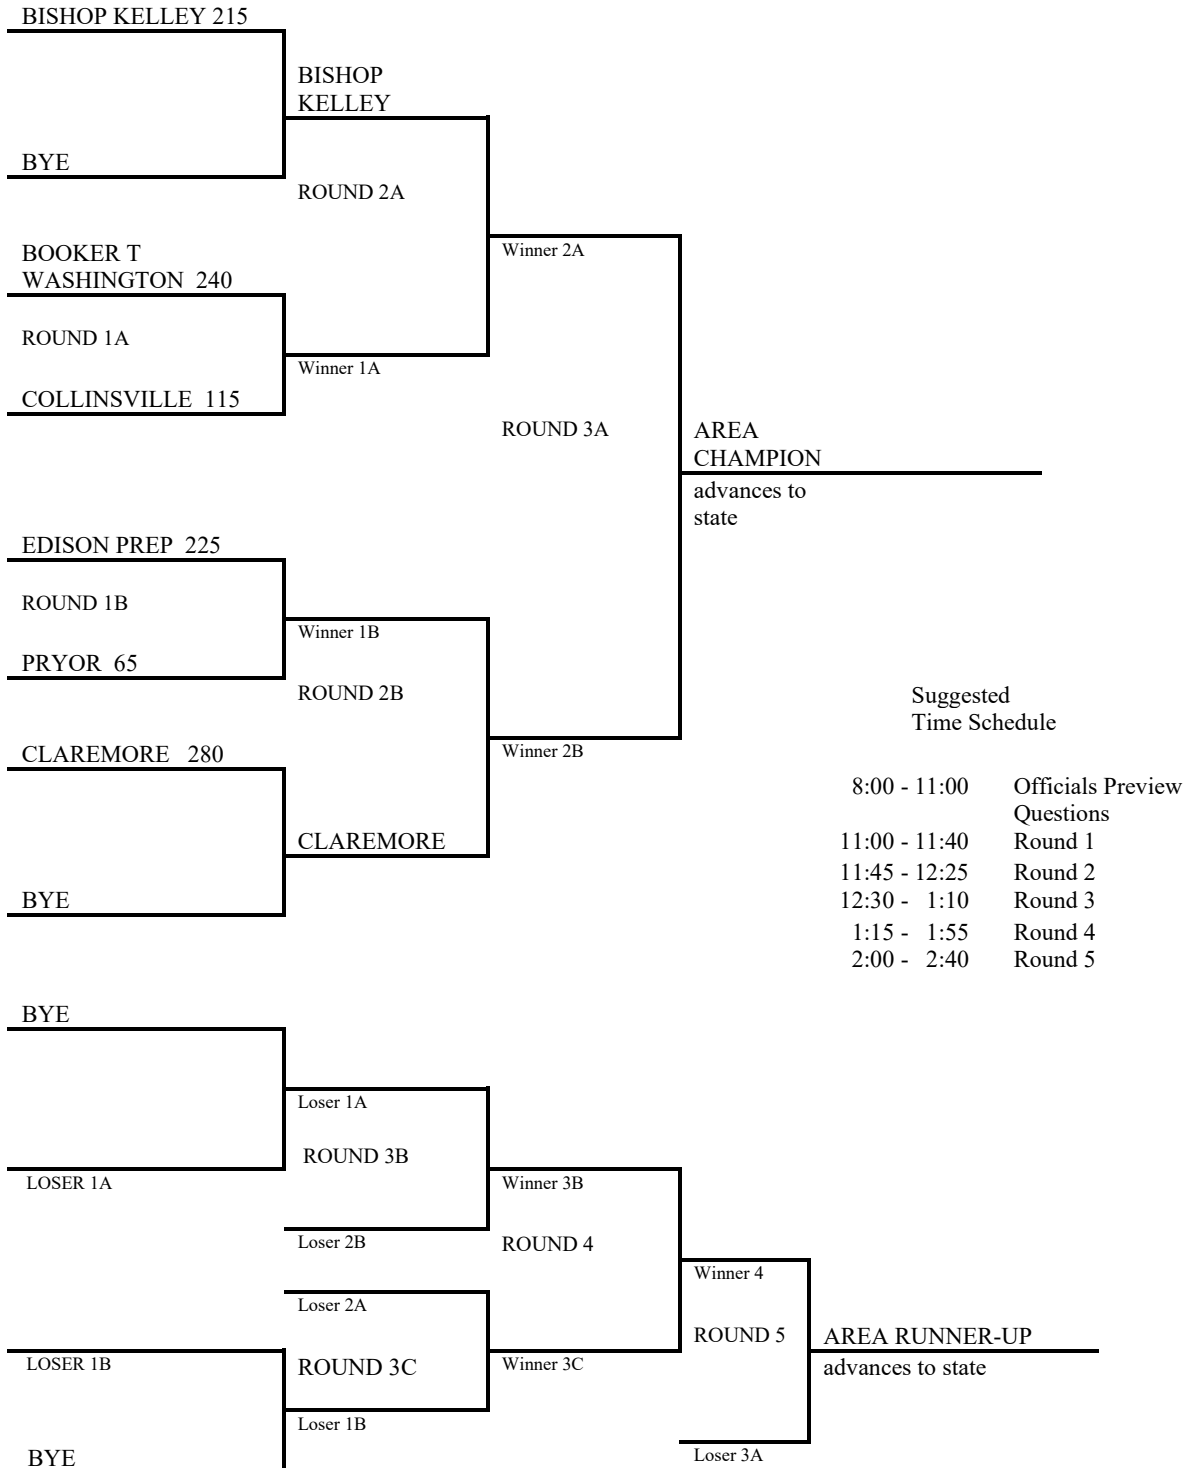 BISHOP KELLEY 215
BISHOP
KELLEY
BYE
ROUND 2A
BOOKER T
WASHINGTON 240
Winner 2A
ROUND 1A
Winner 1A
COLLINSVILLE 115
ROUND 3A
AREA
CHAMPION
advances to
state
EDISON PREP 225
ROUND 1B
Winner 1B
PRYOR 65
ROUND 2B
CLAREMORE 280
Winner 2B
CLAREMORE
BYE
Suggested
Time Schedule
8:00 - 11:00 Officials Preview
Questions
11:00 - 11:40 Round 1
11:45 - 12:25 Round 2
12:30 - 1:10 Round 3
1:15 - 1:55 Round 4
2:00 - 2:40 Round 5
BYE
Loser 1A
ROUND 3B
LOSER 1A
Winner 3B
Loser 2B
ROUND 4
Winner 4
Loser 2A
ROUND 5
AREA RUNNER-UP
LOSER 1B
ROUND 3C
Winner 3C
advances to state
Loser 1B
BYE
Loser 3A